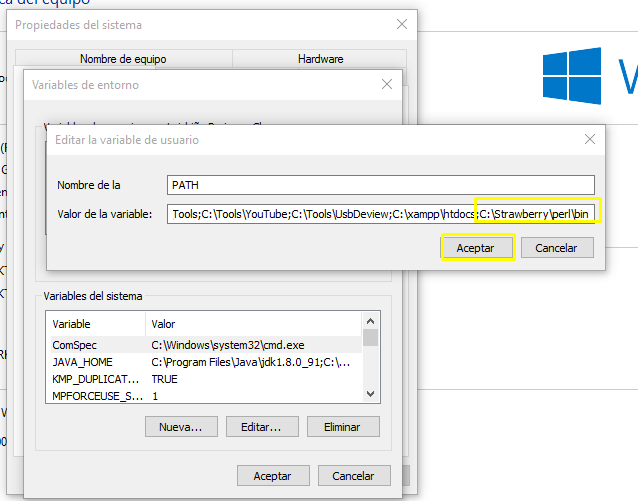 del equipo
Propiedades del sistema
Nombre de equipo
Hardware
Variables de entorno
Editar la variable de usuario
Nombre de la
PATH
Valor de la variable:
Tools;C:\Tools\YouTube;C:\Tools\UsbDeview;C:\xampp\htdocs;C:\Strawberry\perl\bin
Aceptar
Cancelar
Variables del sistema
Variable
Valor
ComSpec
C:\Windows\system32\cmd.exe
JAVA_HOME
C:\Program Files\Java\jdk1.8.0_91;C:\...
KMP_DUPLICAT...
TRUE
MPFORCEUSE_S...
1
Nueva...
Editar...
Eliminar
Aceptar
Cancelar